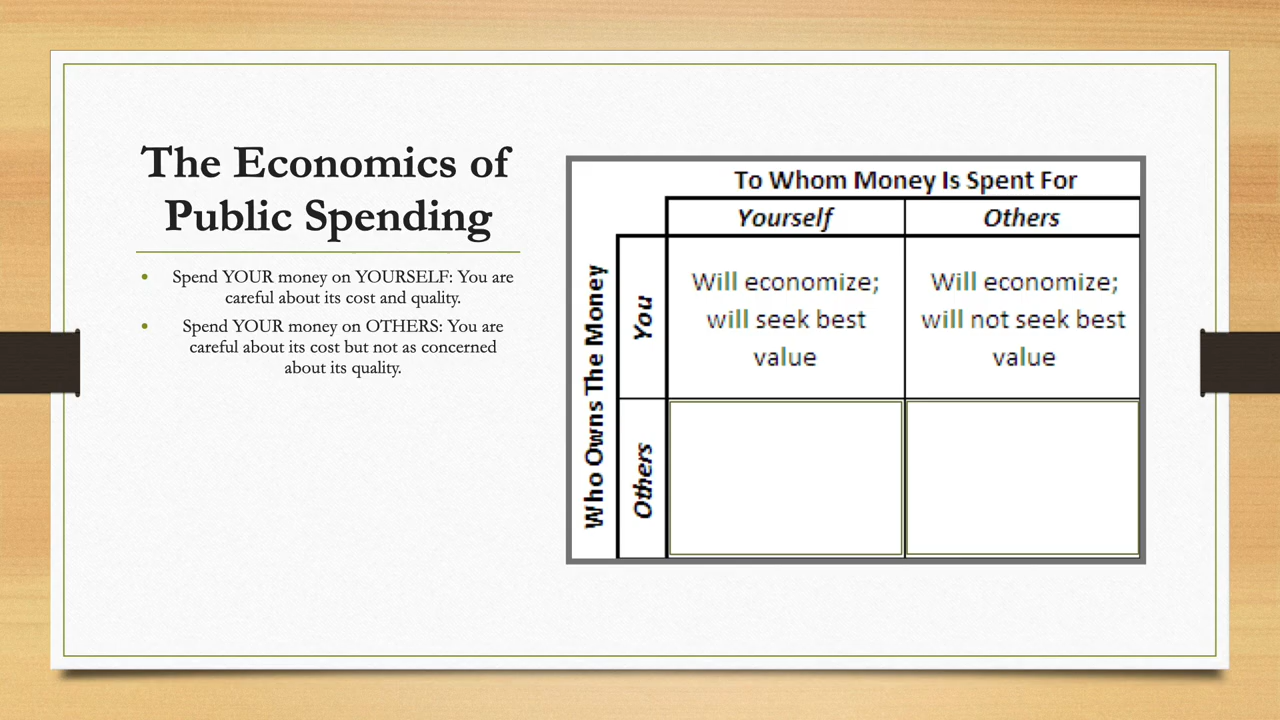 The Economics of
Public Spending
• Spend YOUR money on YOURSELF: You are
careful about its cost and quality.
• Spend YOUR money on OTHERS: You are
careful about its cost but not as concerned
about its quality.
To Whom Money Is Spent For
Yourself
Others
Who Owns The Money
You
Will economize;
will seek best
value
Will economize;
will not seek best
value
Others